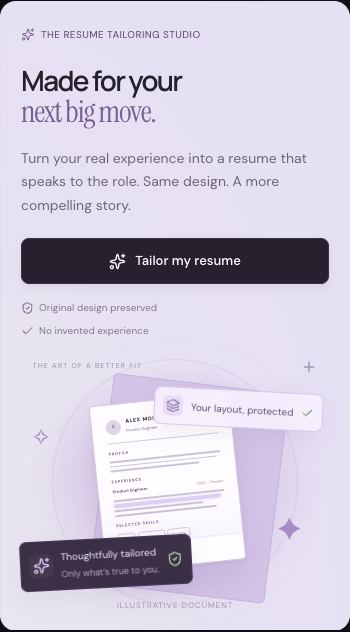 THE RESUME TAILORING STUDIO
Made for your
next big move.
Turn your real experience into a resume that
speaks to the role. Same design. A more
compelling story.
Tailor my resume
Original design preserved
No invented experience
THE ART OF A BETTER FIT
Your layout, protected
A
Product Engineer
PROFILE
EXPERIENCE
Product Engineer
SELECTED SKILLS
Thoughtfully tailored
Only what's true to you.
ILLUSTRATIVE DOCUMENT